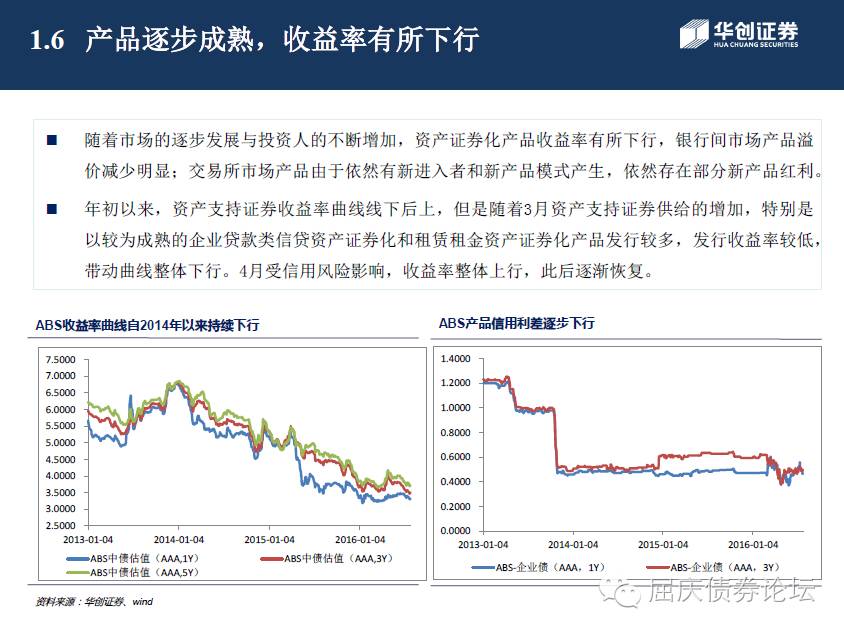 1.6 产品逐步成熟，收益率有所下行
华创证券
HUA CHUANG SECURITIES
■ 随着市场的逐步发展与投资人的不断增加，资产证券化产品收益率有所下行，银行间市场产品溢
价减少明显；交易所市场产品由于依然有新进入者和新产品模式产生，依然存在部分新产品红利。
■ 年初以来，资产支持证券收益率曲线线下后上，但是随着3月资产支持证券供给的增加，特别是
以较为成熟的企业贷款类信贷资产证券化和租赁租金资产证券化产品发行较多，发行收益率较低，
带动曲线整体下行。4月受信用风险影响，收益率整体上行，此后逐渐恢复。
ABS收益率曲线自2014年以来持续下行
7.5000
7.0000
6.5000
6.0000
5.5000
5.0000
4.5000
4.0000
3.5000
3.0000
2.5000
2013-01-04 2014-01-04 2015-01-04 2016-01-04
ABS中债估值（AAA,1Y） ABS中债估值（AAA,3Y）
ABS中债估值（AAA,5Y）
ABS产品信用利差逐步下行
1.4000
1.2000
1.0000
0.8000
0.6000
0.4000
0.2000
0.0000
2013-01-04 2014-01-04 2015-01-04 2016-01-04
ABS-企业债（AAA，1Y） ABS-企业债（AAA，3Y）
资料来源：华创证券、wind
屈庆债券论坛